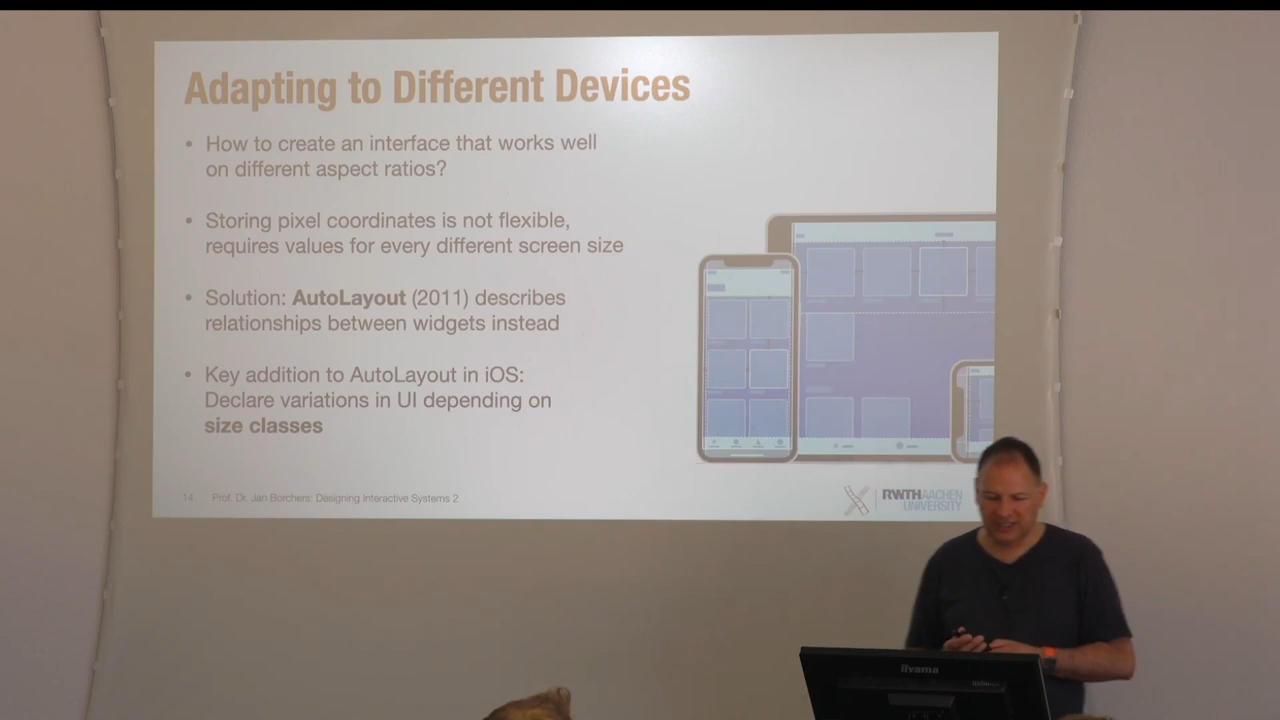 Adapting to Different Devices
• How to create an interface that works well
on different aspect ratios?
• Storing pixel coordinates is not flexible,
requires values for every different screen size
• Solution: AutoLayout (2011) describes
relationships between widgets instead
• Key addition to AutoLayout in iOS:
Declare variations in UI depending on
size classes
14 Prof. Dr. Jan Borchers: Designing Interactive Systems 2
RWTH AACHEN
UNIVERSITY
iiyama